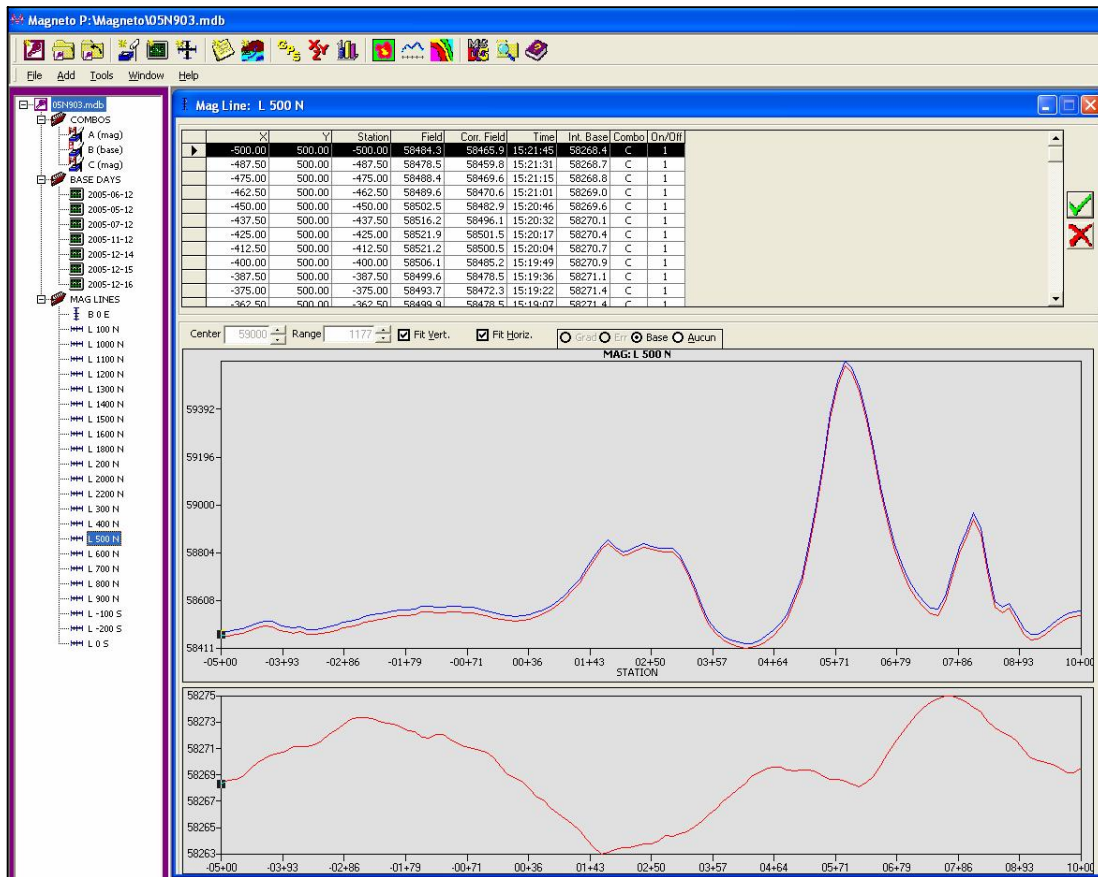 Magneto P:\Magneto\05N903.mdb
File Add Tools Window Help
05N903.mdb
COMBOS
A (mag)
B (base)
C (mag)
BASE DAYS
2005-06-12
2005-05-12
2005-07-12
2005-11-12
2005-12-14
2005-12-15
2005-12-16
MAG LINES
B 0 E
L 100 N
L 1000 N
L 1100 N
L 1200 N
L 1300 N
L 1400 N
L 1500 N
L 1600 N
L 1800 N
L 200 N
L 2000 N
L 2200 N
L 300 N
L 400 N
L 500 N
L 600 N
L 700 N
L 800 N
L 900 N
L -100 S
L -200 S
L 0 S
Mag Line: L 500 N
X Y Station Field Corr. Field Time Int. Base Combo On/Off
-500.00 500.00 -500.00 58484.3 58465.9 15:21:45 58268.4 C 1
-487.50 500.00 -487.50 58478.5 58459.8 15:21:31 58268.7 C 1
-475.00 500.00 -475.00 58488.4 58469.6 15:21:15 58268.8 C 1
-462.50 500.00 -462.50 58489.6 58470.6 15:21:01 58269.0 C 1
-450.00 500.00 -450.00 58502.5 58482.9 15:20:46 58269.6 C 1
-437.50 500.00 -437.50 58516.2 58496.1 15:20:32 58270.1 C 1
-425.00 500.00 -425.00 58521.9 58501.5 15:20:17 58270.4 C 1
-412.50 500.00 -412.50 58521.2 58500.5 15:20:04 58270.7 C 1
-400.00 500.00 -400.00 58506.1 58485.2 15:19:49 58270.9 C 1
-387.50 500.00 -387.50 58499.6 58478.5 15:19:36 58271.1 C 1
-375.00 500.00 -375.00 58493.7 58472.3 15:19:22 58271.4 C 1
-362.50 500.00 -362.50 58499.9 58478.5 15:19:07 58271.4 C 1
Center 59000 Range 1177 Fit Vert. Fit Horiz. Grad Err Base Aucun
MAG: L 500 N
59392
59196
59000
58804
58608
58411
-05+00 -03+93 -02+86 -01+79 -00+71 00+36 01+43 02+50 03+57 04+64 05+71 06+79 07+86 08+93 10+00
STATION
58275
58273
58271
58269
58267
58265
58263
-05+00 -03+93 -02+86 -01+79 -00+71 00+36 01+43 02+50 03+57 04+64 05+71 06+79 07+86 08+93 10+00